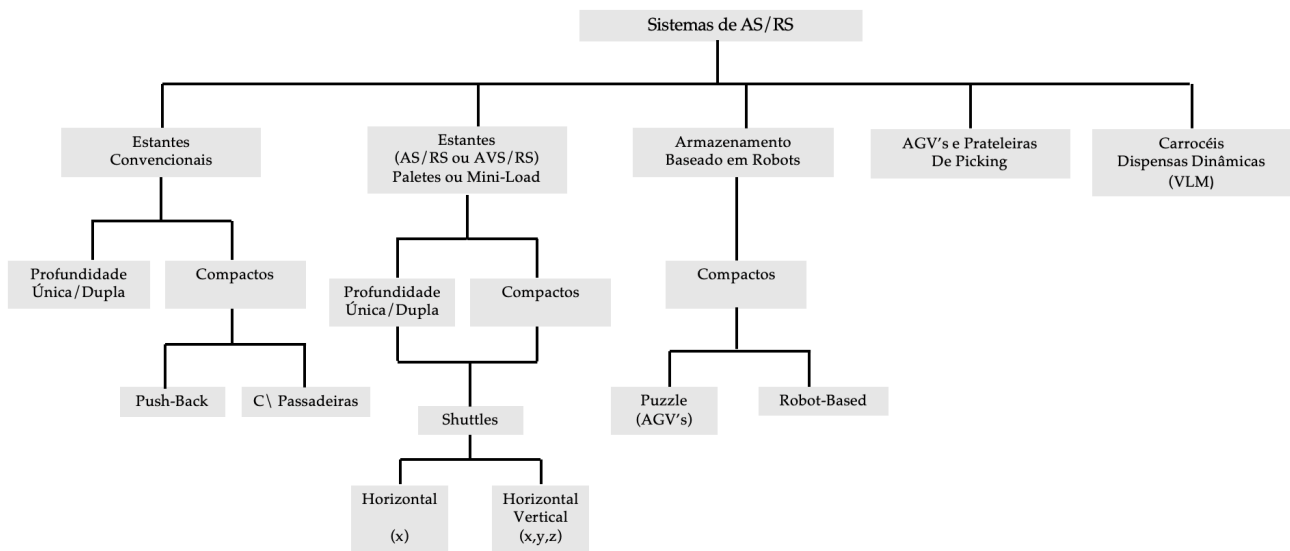 Sistemas de AS/RS
Estantes
Convencionais
Estantes
(AS/RS ou AVS/RS)
Paletes ou Mini-Load
Armazenamento
Baseado em Robots
AGV's e Prateleiras
De Picking
Carrocéis
Dispensas Dinâmicas
(VLM)
Profundidade
Única/Dupla
Compactos
Profundidade
Única/Dupla
Compactos
Compactos
Push-Back
C\ Passadeiras
Shuttles
Puzzle
(AGV's)
Robot-Based
Horizontal
(x)
Horizontal
Vertical
(x,y,z)